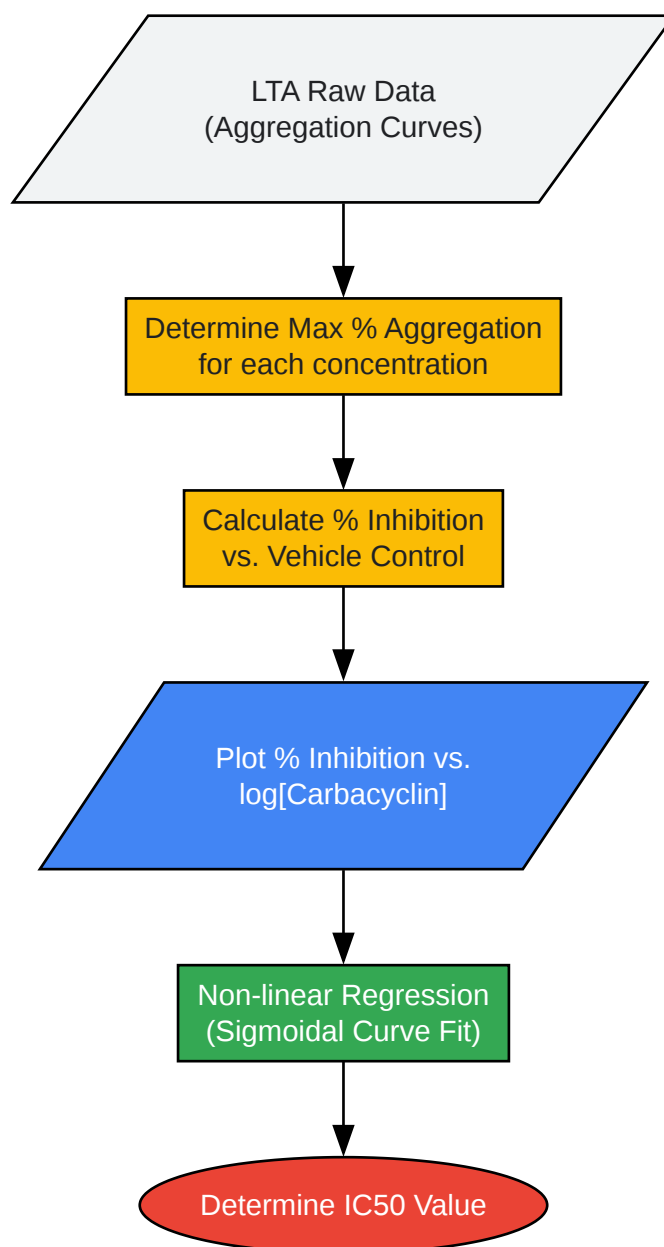 LTA Raw Data
(Aggregation Curves)
Determine Max % Aggregation
for each concentration
Calculate % Inhibition
vs. Vehicle Control
Plot % Inhibition vs.
log[Carbacyclin]
Non-linear Regression
(Sigmoidal Curve Fit)
Determine IC50 Value